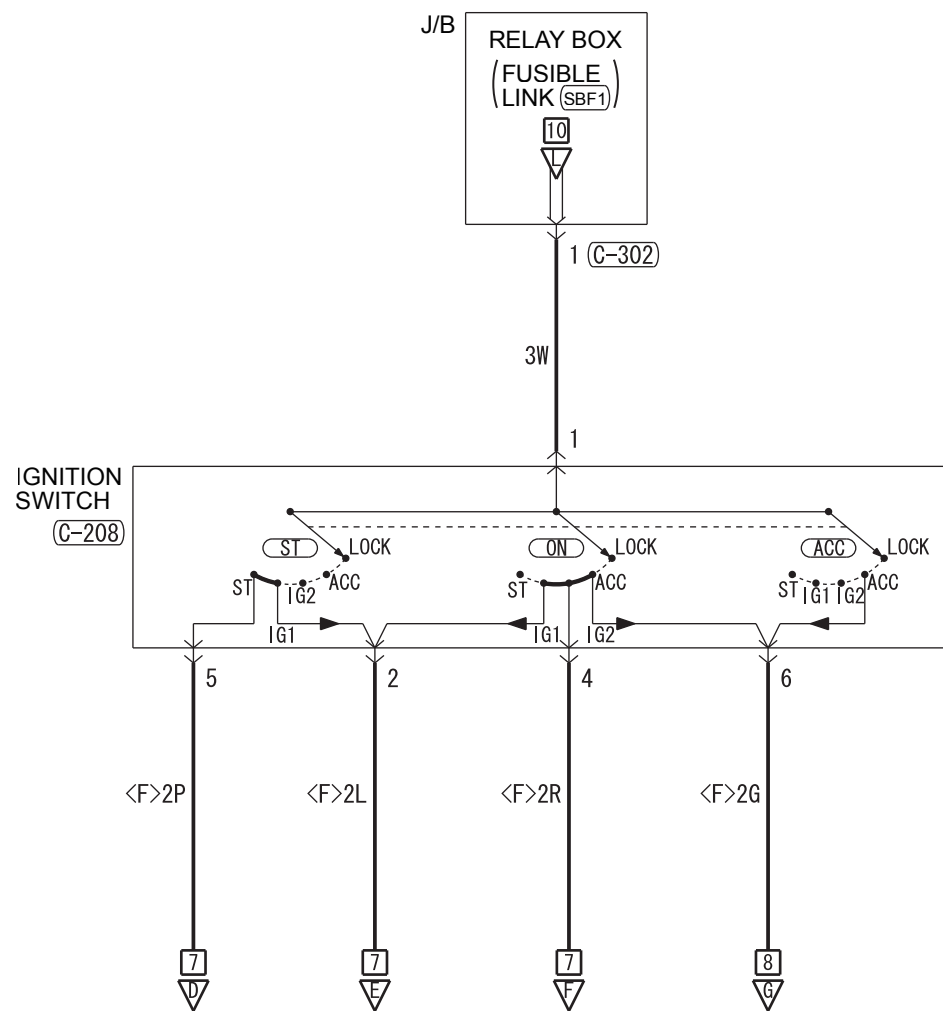 J/B
RELAY BOX
(FUSIBLE
LINK SBF1)
10
L
1 C-302
3W
1
IGNITION
SWITCH
C-208
ST LOCK
ON LOCK
ACC LOCK
ST IG2 ACC
ST ACC
ST IG1 IG2 ACC
IG1
IG1 IG2
5 2 4 6
<F>2P <F>2L <F>2R <F>2G
7 7 7 8
D E F G